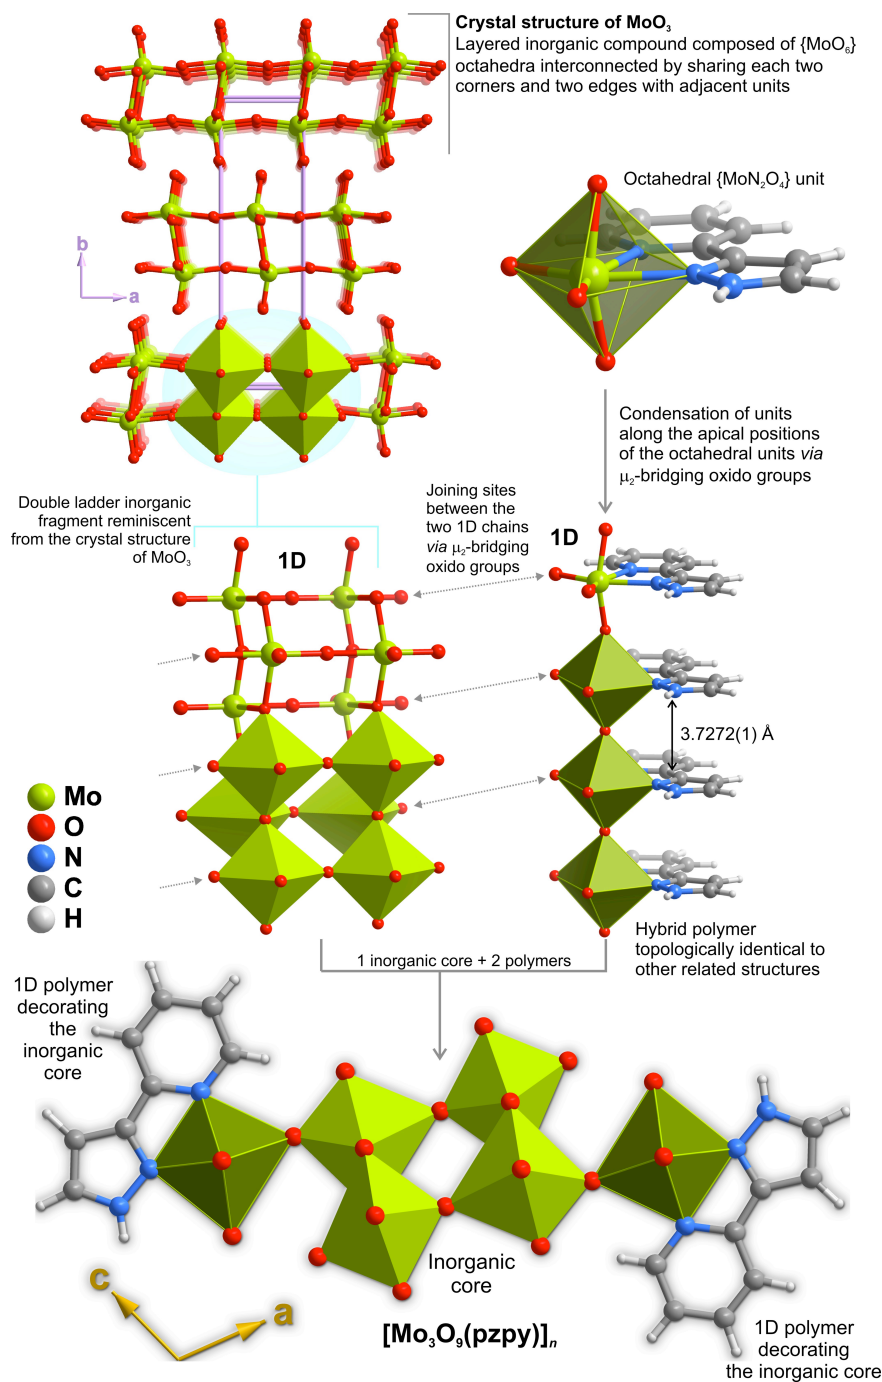 Crystal structure of MoO₃
Layered inorganic compound composed of {MoO₆}
octahedra interconnected by sharing each two
corners and two edges with adjacent units
Octahedral {MoN₂O₄} unit
b
a
Condensation of units
along the apical positions
of the octahedral units via
μ₂-bridging oxido groups
Double ladder inorganic
fragment reminiscent
from the crystal structure
of MoO₃
1D
Joining sites
between the
two 1D chains
via μ₂-bridging
oxido groups
1D
3.7272(1) Å
Mo
O
N
C
H
Hybrid polymer
topologically identical to
other related structures
1 inorganic core + 2 polymers
1D polymer
decorating
the
inorganic
core
Inorganic
core
c
a
[Mo₃O₉(pzpy)]ₙ
1D polymer
decorating
the inorganic core